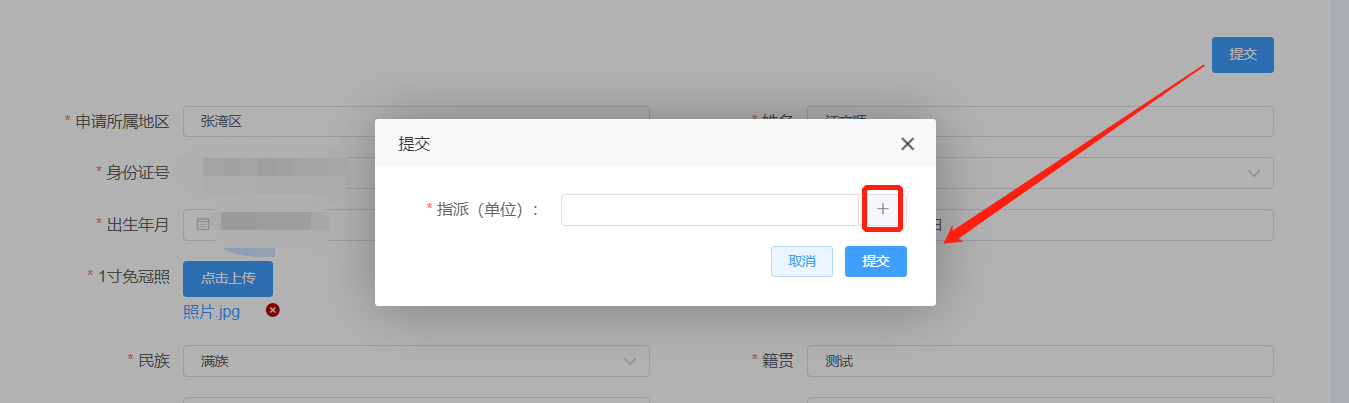 提交
* 申请所属地区 张湾区
提交
* 身份证号
* 指派（单位）： +
* 出生年月
取消 提交
* 1寸免冠照 点击上传
照片.jpg
* 民族 满族 * 籍贯 测试